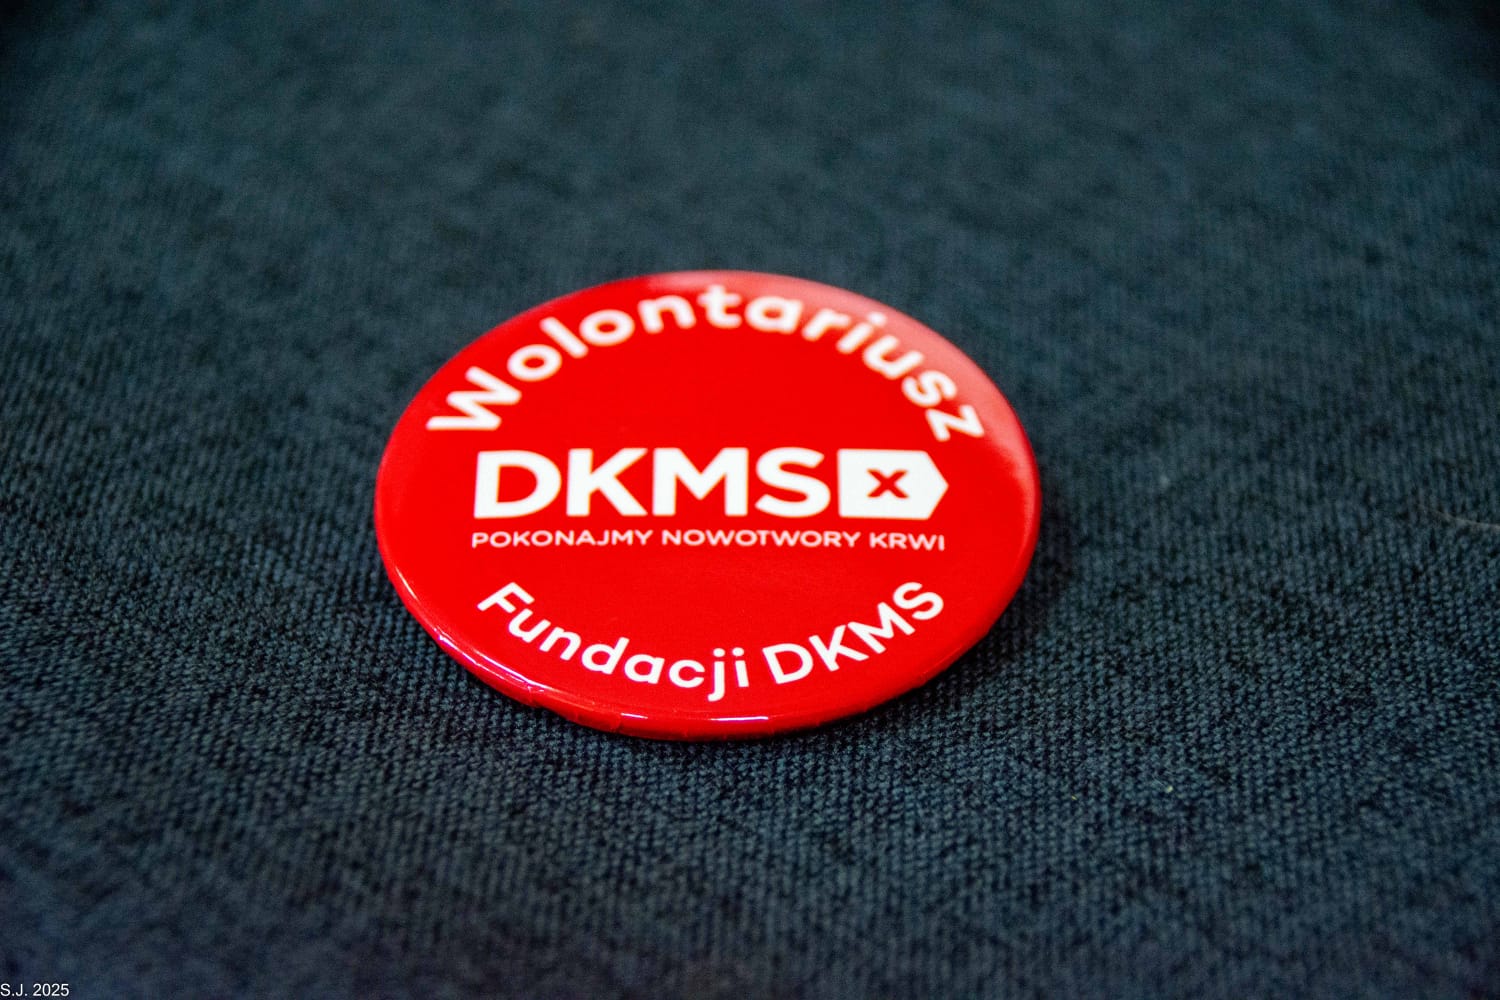 Wolontariusz
DKMS x
POKONAJMY NOWOTWORY KRWI
Fundacji DKMS
S.J. 2025